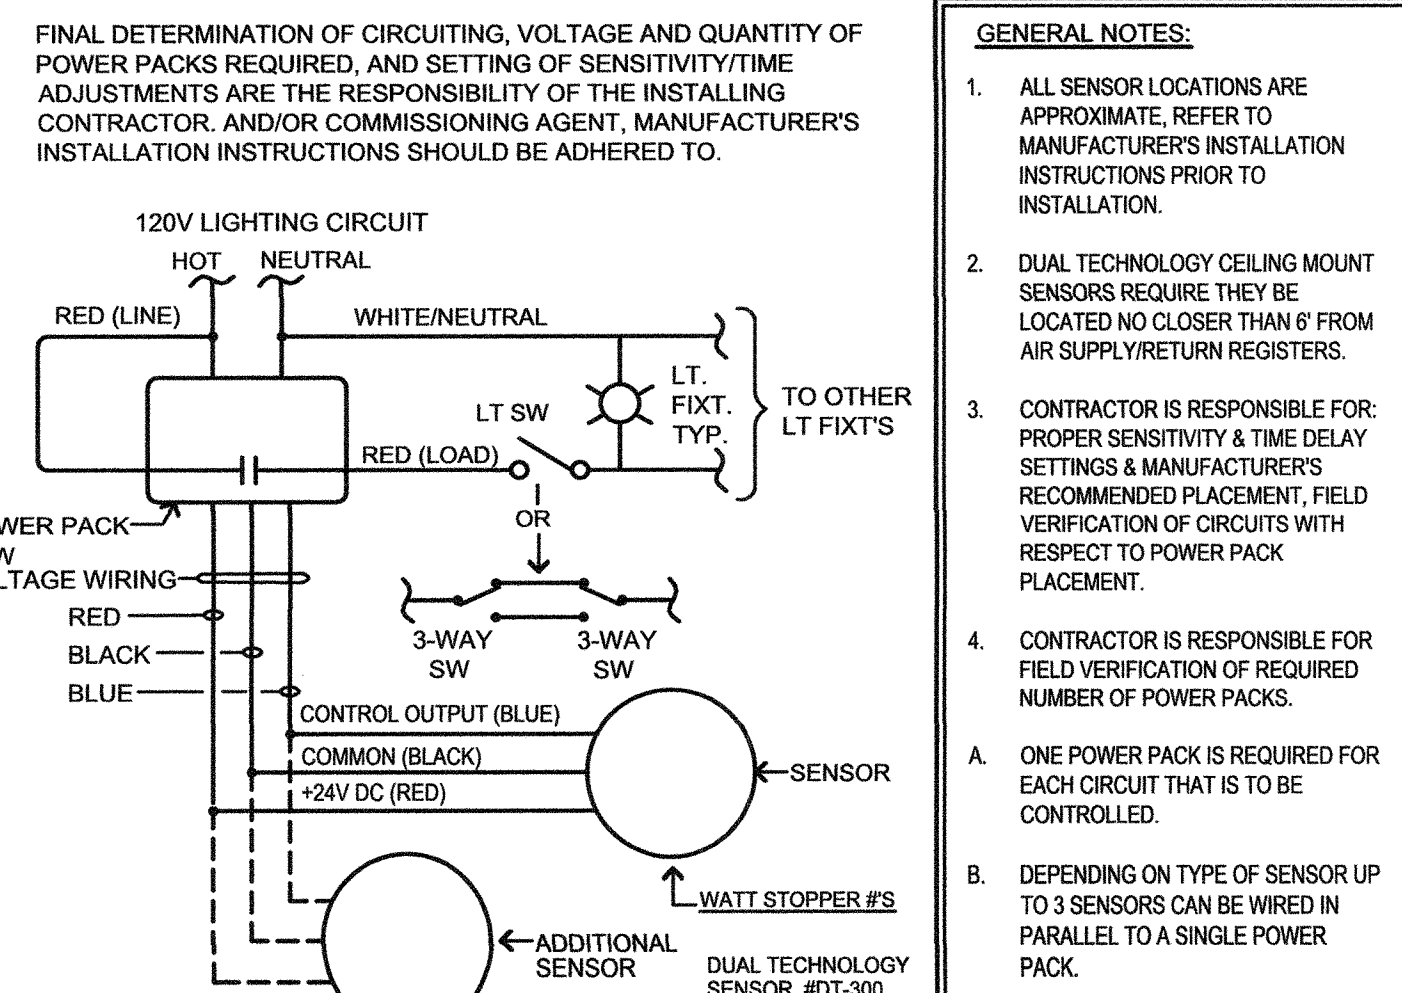 FINAL DETERMINATION OF CIRCUITING, VOLTAGE AND QUANTITY OF
POWER PACKS REQUIRED, AND SETTING OF SENSITIVITY/TIME
ADJUSTMENTS ARE THE RESPONSIBILITY OF THE INSTALLING
CONTRACTOR. AND/OR COMMISSIONING AGENT, MANUFACTURER'S
INSTALLATION INSTRUCTIONS SHOULD BE ADHERED TO.
120V LIGHTING CIRCUIT
HOT NEUTRAL
RED (LINE)
WHITE/NEUTRAL
LT.
FIXT.
TYP.
TO OTHER
LT FIXT'S
LT SW
RED (LOAD)
OR
WER PACK
W
LTAGE WIRING
RED
BLACK
BLUE
3-WAY
SW
3-WAY
SW
CONTROL OUTPUT (BLUE)
COMMON (BLACK)
+24V DC (RED)
SENSOR
WATT STOPPER #'S
ADDITIONAL
SENSOR
DUAL TECHNOLOGY
SENSOR #DT-300
GENERAL NOTES:
1. ALL SENSOR LOCATIONS ARE
APPROXIMATE, REFER TO
MANUFACTURER'S INSTALLATION
INSTRUCTIONS PRIOR TO
INSTALLATION.
2. DUAL TECHNOLOGY CEILING MOUNT
SENSORS REQUIRE THEY BE
LOCATED NO CLOSER THAN 6' FROM
AIR SUPPLY/RETURN REGISTERS.
3. CONTRACTOR IS RESPONSIBLE FOR:
PROPER SENSITIVITY & TIME DELAY
SETTINGS & MANUFACTURER'S
RECOMMENDED PLACEMENT, FIELD
VERIFICATION OF CIRCUITS WITH
RESPECT TO POWER PACK
PLACEMENT.
4. CONTRACTOR IS RESPONSIBLE FOR
FIELD VERIFICATION OF REQUIRED
NUMBER OF POWER PACKS.
A. ONE POWER PACK IS REQUIRED FOR
EACH CIRCUIT THAT IS TO BE
CONTROLLED.
B. DEPENDING ON TYPE OF SENSOR UP
TO 3 SENSORS CAN BE WIRED IN
PARALLEL TO A SINGLE POWER
PACK.